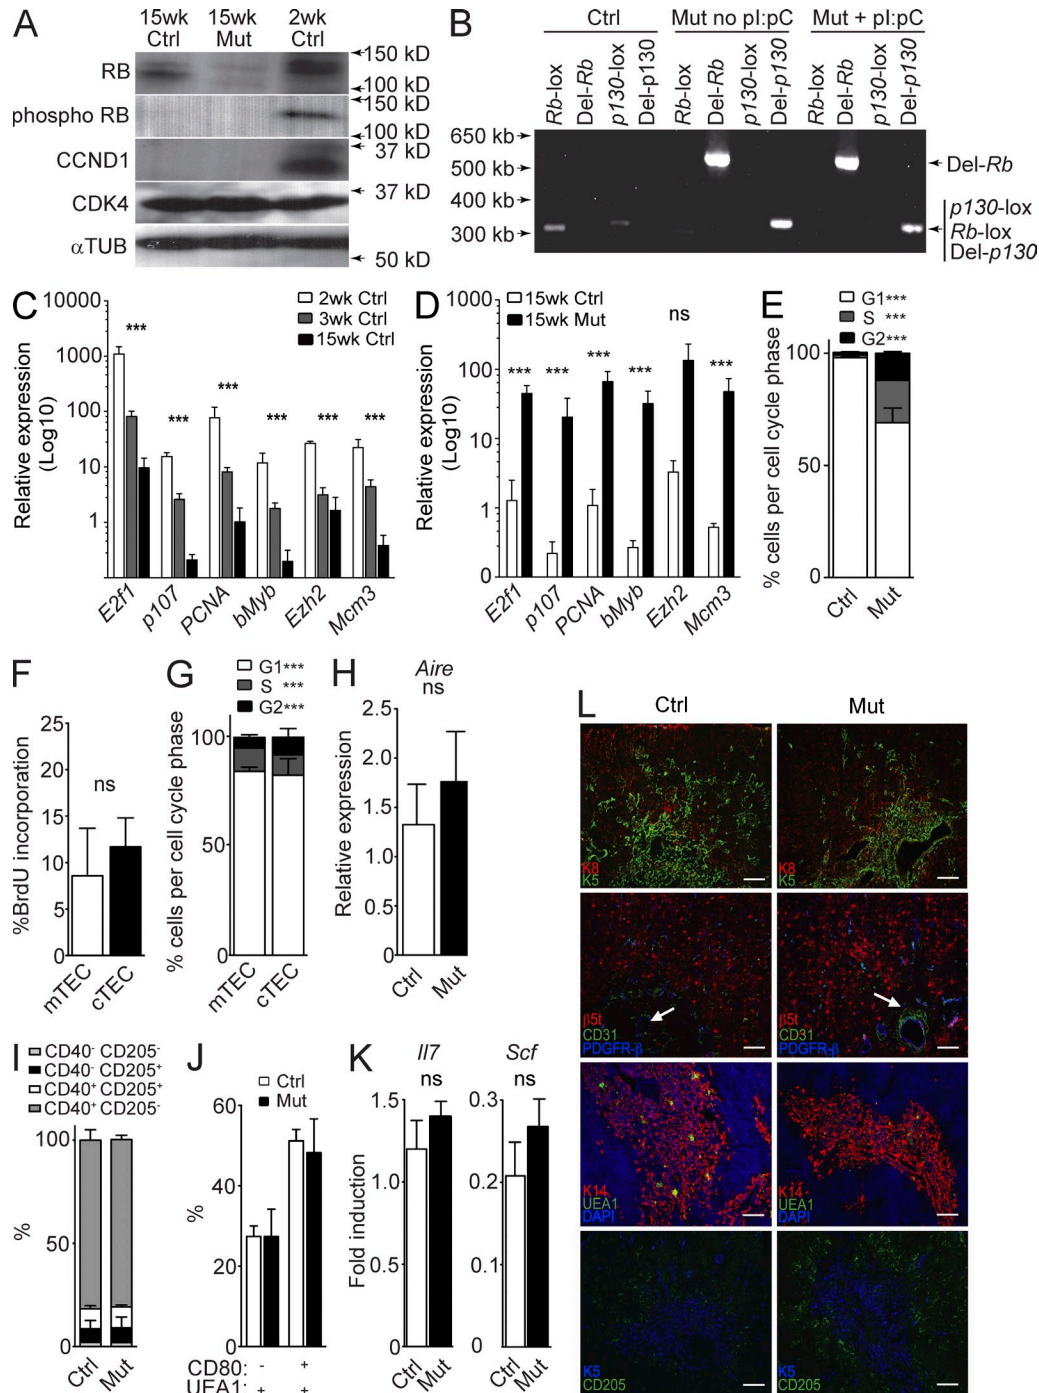 A
15wk Ctrl
15wk Mut
2wk Ctrl
RB
150 kD
100 kD
phospho RB
150 kD
100 kD
CCND1
37 kD
CDK4
37 kD
αTUB
50 kD
B
Ctrl
Mut no pI:pC
Mut + pI:pC
Rb-lox
Del-Rb
p130-lox
Del-p130
Rb-lox
Del-Rb
p130-lox
Del-p130
Rb-lox
Del-Rb
p130-lox
Del-p130
650 kb
500 kb
400 kb
300 kb
Del-Rb
p130-lox
Rb-lox
Del-p130
C
Relative expression (Log10)
10000
1000
100
10
1
2wk Ctrl
3wk Ctrl
15wk Ctrl
*** *** *** *** *** ***
E2f1 p107 PCNA bMyb Ezh2 Mcm3
D
Relative expression (Log10)
1000
100
10
1
0
15wk Ctrl
15wk Mut
*** *** *** *** ns ***
E2f1 p107 PCNA bMyb Ezh2 Mcm3
E
G1***
S ***
G2***
% cells per cell cycle phase
100
50
0
Ctrl Mut
F
%BrdU incorporation
25
20
15
10
5
0
ns
mTEC cTEC
G
G1***
S ***
G2***
% cells per cell cycle phase
100
50
0
mTEC cTEC
H
Aire
ns
Relative expression
2.5
2.0
1.5
1.0
0.5
0
Ctrl Mut
I
CD40- CD205-
CD40- CD205+
CD40+ CD205+
CD40+ CD205-
%
100
50
0
Ctrl Mut
J
Ctrl
Mut
%
60
40
20
0
CD80: - +
UEA1: + +
K
Il7
ns
Fold induction
1.5
1.0
0.5
0
Ctrl Mut
Scf
ns
0.3
0.2
0.1
0
Ctrl Mut
L
Ctrl
Mut
K8
K5
K8
K5
β5t
CD31
PDGFR-β
β5t
CD31
PDGFR-β
K14
UEA1
DAPI
K14
UEA1
DAPI
K5
CD205
K5
CD205